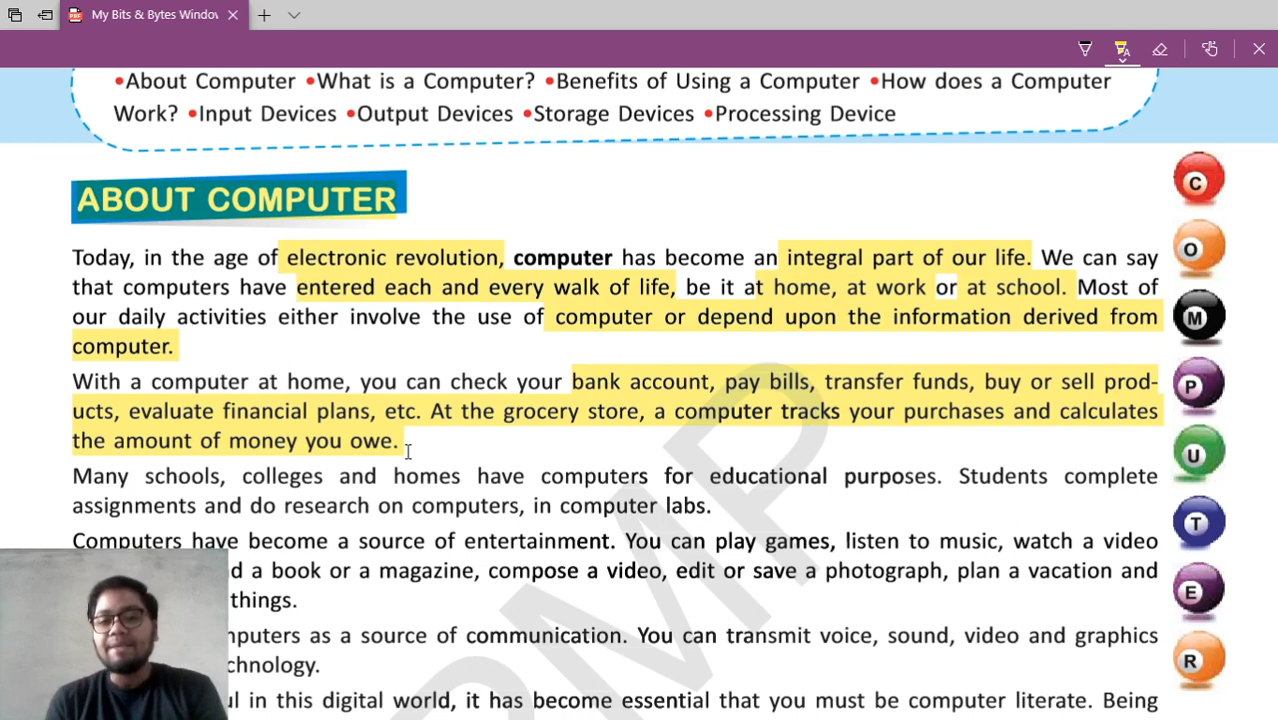 My Bits & Bytes Window
•About Computer •What is a Computer? •Benefits of Using a Computer •How does a Computer
Work? •Input Devices •Output Devices •Storage Devices •Processing Device
ABOUT COMPUTER
Today, in the age of electronic revolution, computer has become an integral part of our life. We can say
that computers have entered each and every walk of life, be it at home, at work or at school. Most of
our daily activities either involve the use of computer or depend upon the information derived from
computer.
With a computer at home, you can check your bank account, pay bills, transfer funds, buy or sell prod-
ucts, evaluate financial plans, etc. At the grocery store, a computer tracks your purchases and calculates
the amount of money you owe.
Many schools, colleges and homes have computers for educational purposes. Students complete
assignments and do research on computers, in computer labs.
Computers have become a source of entertainment. You can play games, listen to music, watch a video
a book or a magazine, compose a video, edit or save a photograph, plan a vacation and
things.
as a source of communication. You can transmit voice, sound, video and graphics
in this digital world, it has become essential that you must be computer literate. Being
C
O
M
P
U
T
E
R